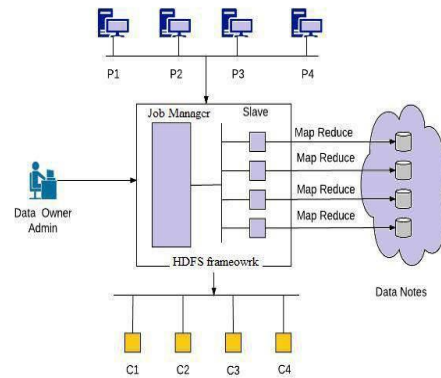 P1 P2 P3 P4
Job Manager Slave
Map Reduce
Map Reduce
Map Reduce
Map Reduce
Data Owner
Admin
HDFS frameowrk
Data Notes
C1 C2 C3 C4